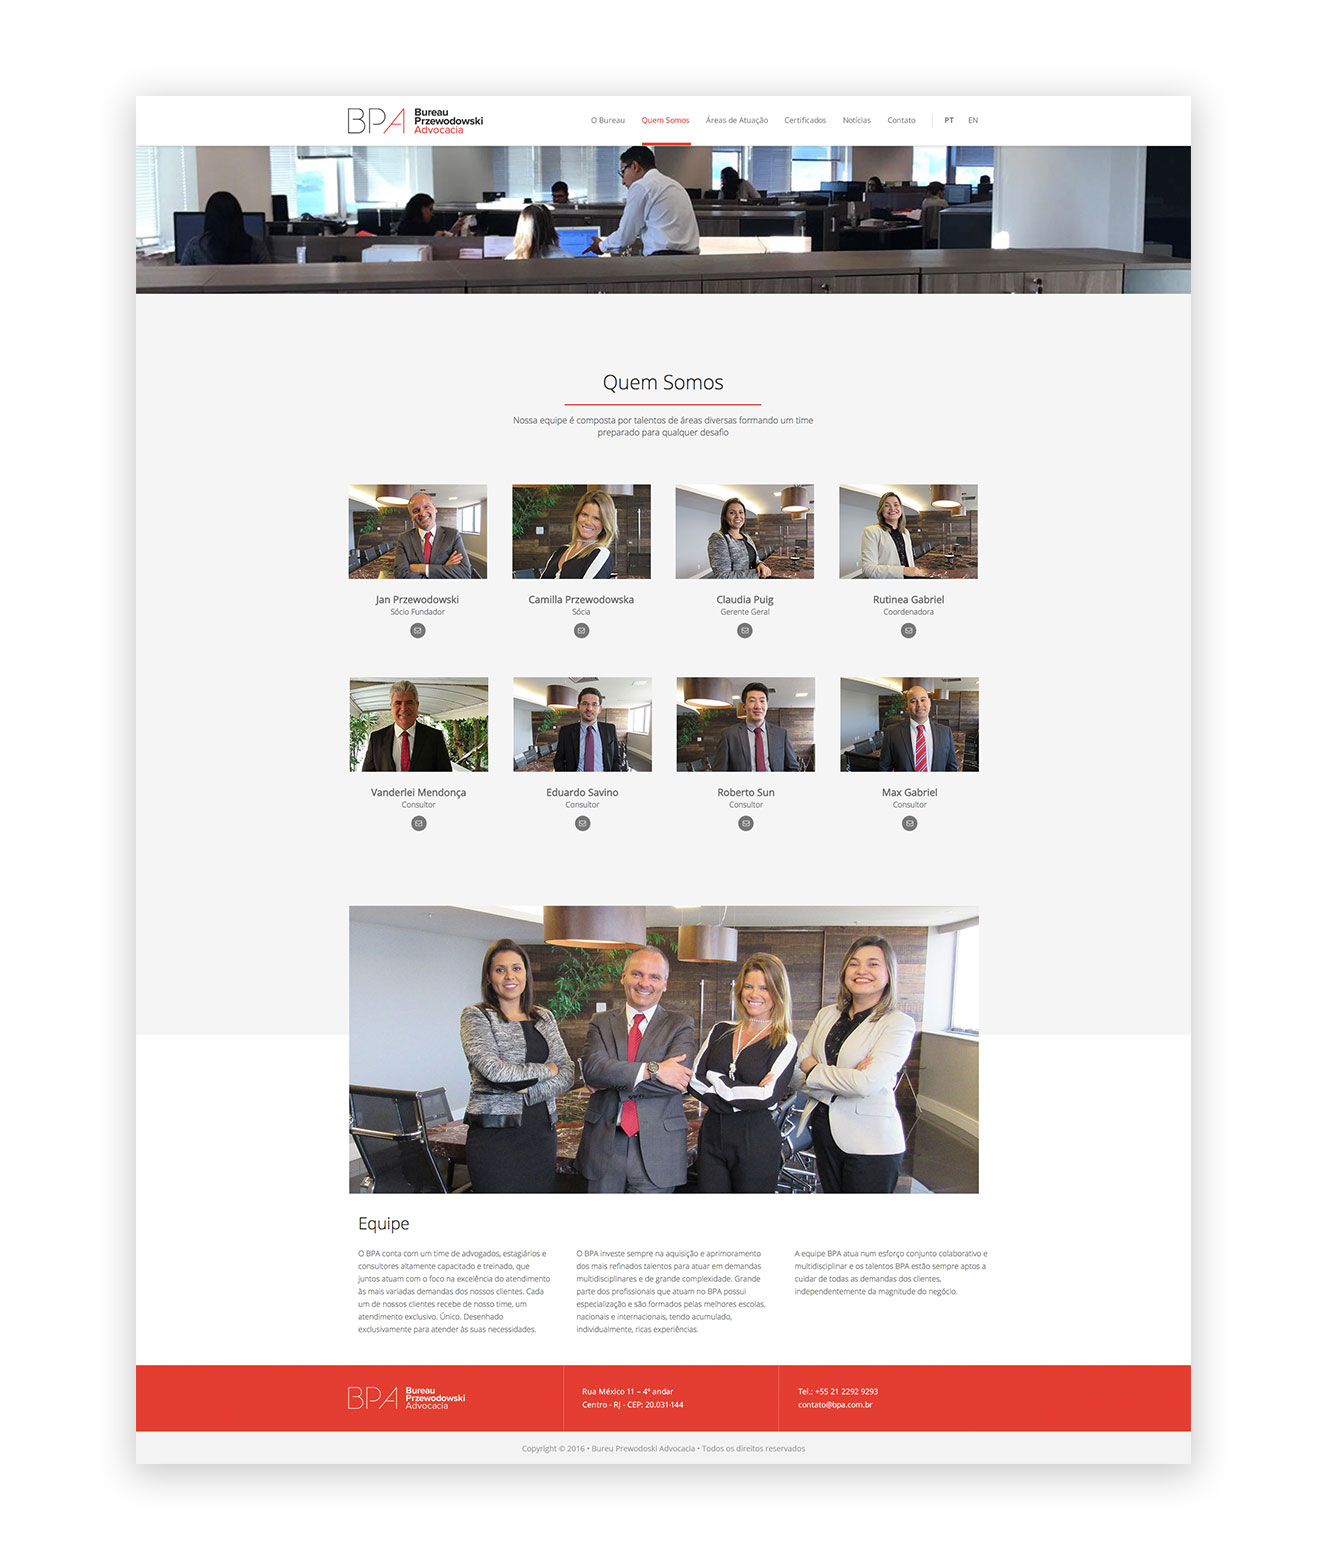 BPA
Bureau
Przewodowski
Advocacia
O Bureau Quem Somos Áreas de Atuação Certificados Notícias Contato PT EN
Quem Somos
Nossa equipe é composta por talentos de áreas diversas formando um time
preparado para qualquer desafio
Jan Przewodowski
Sócio Fundador
Camilla Przewodowska
Sócia
Claudia Puig
Gerente Geral
Rutinea Gabriel
Coordenadora
Vanderlei Mendonça
Consultor
Eduardo Savino
Consultor
Roberto Sun
Consultor
Max Gabriel
Consultor
Equipe
O BPA conta com um time de advogados, estagiários e
consultores altamente capacitado e treinado, que
juntos atuam com o foco na excelência do atendimento
às mais variadas demandas dos nossos clientes. Cada
um de nossos clientes recebe de nosso time, um
atendimento exclusivo. Único. Desenhado
exclusivamente para atender às suas necessidades.
O BPA investe sempre na aquisição e aprimoramento
dos mais refinados talentos para atuar em demandas
multidisciplinares e de grande complexidade. Grande
parte dos profissionais que atuam no BPA possui
especialização e são formados pelas melhores escolas,
nacionais e internacionais, tendo acumulado,
individualmente, ricas experiências.
A equipe BPA atua num esforço conjunto colaborativo e
multidisciplinar e os talentos BPA estão sempre aptos a
cuidar de todas as demandas dos clientes,
independentemente da magnitude do negócio.
BPA
Bureau
Przewodowski
Advocacia
Rua México 11 – 4º andar
Centro - RJ - CEP: 20.031-144
Tel.: +55 21 2292 9293
contato@bpa.com.br
Copyright © 2016 • Bureu Prewodoski Advocacia • Todos os direitos reservados